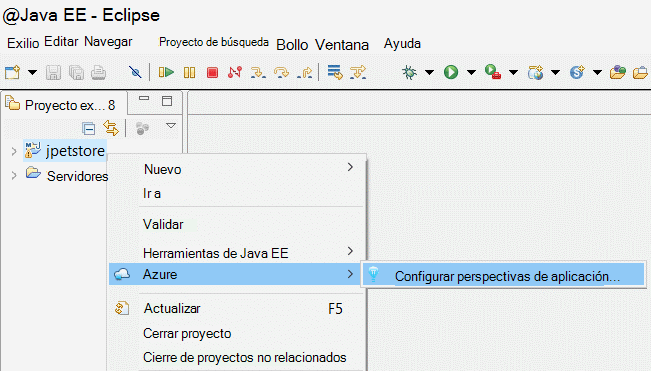 @Java EE - Eclipse
Exilio Editar Navegar Proyecto de búsqueda Bollo Ventana Ayuda
Proyecto ex... 8
jpetstore
Servidores
Nuevo
Ir a
Validar
Herramientas de Java EE
Azure
Configurar perspectivas de aplicación...
Actualizar F5
Cerrar proyecto
Cierre de proyectos no relacionados